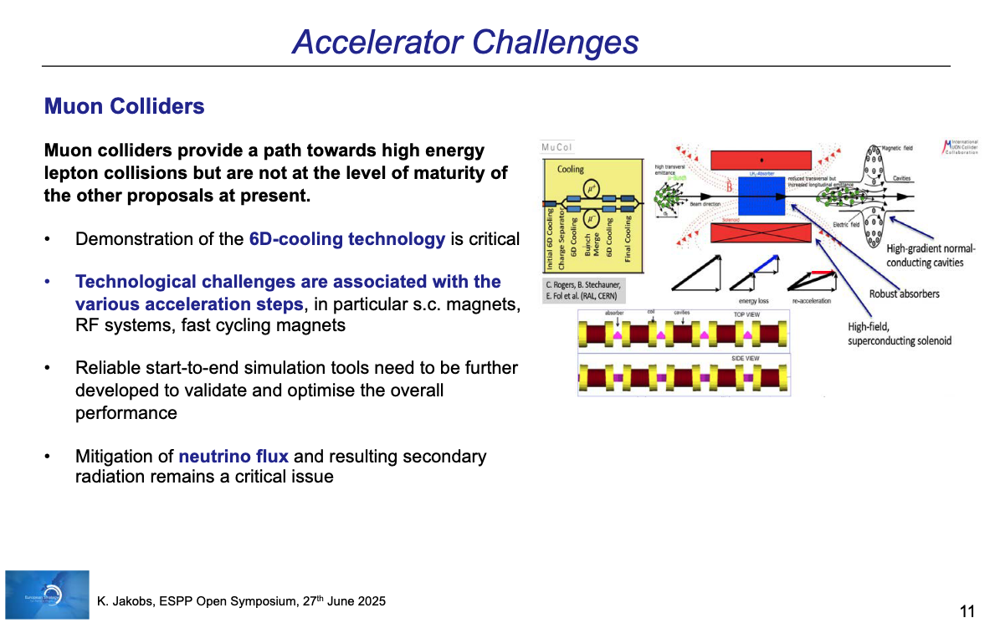 Accelerator Challenges
Muon Colliders
Muon colliders provide a path towards high energy
lepton collisions but are not at the level of maturity of
the other proposals at present.
• Demonstration of the 6D-cooling technology is critical
• Technological challenges are associated with the
various acceleration steps, in particular s.c. magnets,
RF systems, fast cycling magnets
• Reliable start-to-end simulation tools need to be further
developed to validate and optimise the overall
performance
• Mitigation of neutrino flux and resulting secondary
radiation remains a critical issue
MuCol
Cooling
μ+
μ−
Initial 6D Cooling
Charge Separator
6D Cooling
Bunch
Merge
6D Cooling
Final Cooling
C. Rogers, B. Stechauner,
E. Fol et al. (RAL, CERN)
high transversal
emittance
μ-Bunch
Beam direction
B
LH₂-Absorber
Solenoid
reduced transversal but
increased longitudinal emittance
Magnetic field
Cavities
Electric field
International
MUON Collider
Collaboration
energy loss
re-acceleration
High-gradient normal-
conducting cavities
Robust absorbers
High-field,
superconducting solenoid
absorber
coil
cavities
TOP VIEW
SIDE VIEW
European Strategy
K. Jakobs, ESPP Open Symposium, 27th June 2025
11